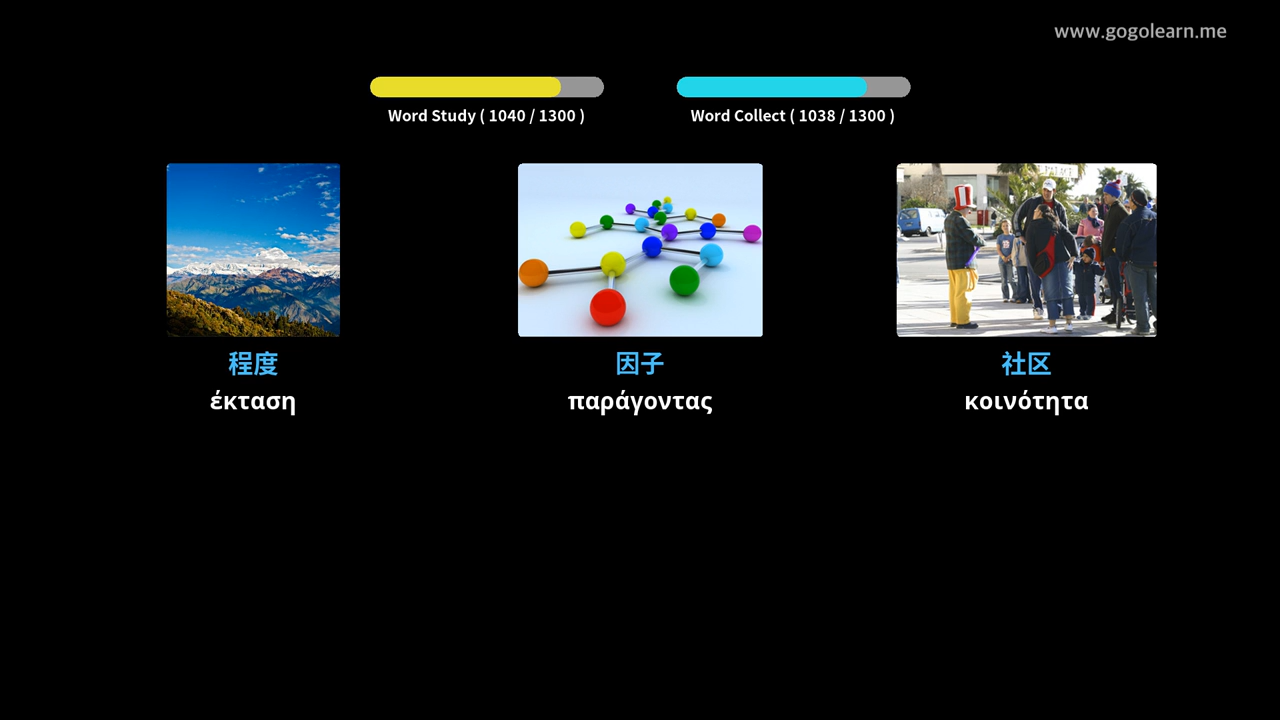 www.gogolearn.me
Word Study ( 1040 / 1300 )
Word Collect ( 1038 / 1300 )
程度
έκταση
因子
παράγοντας
社区
κοινότητα